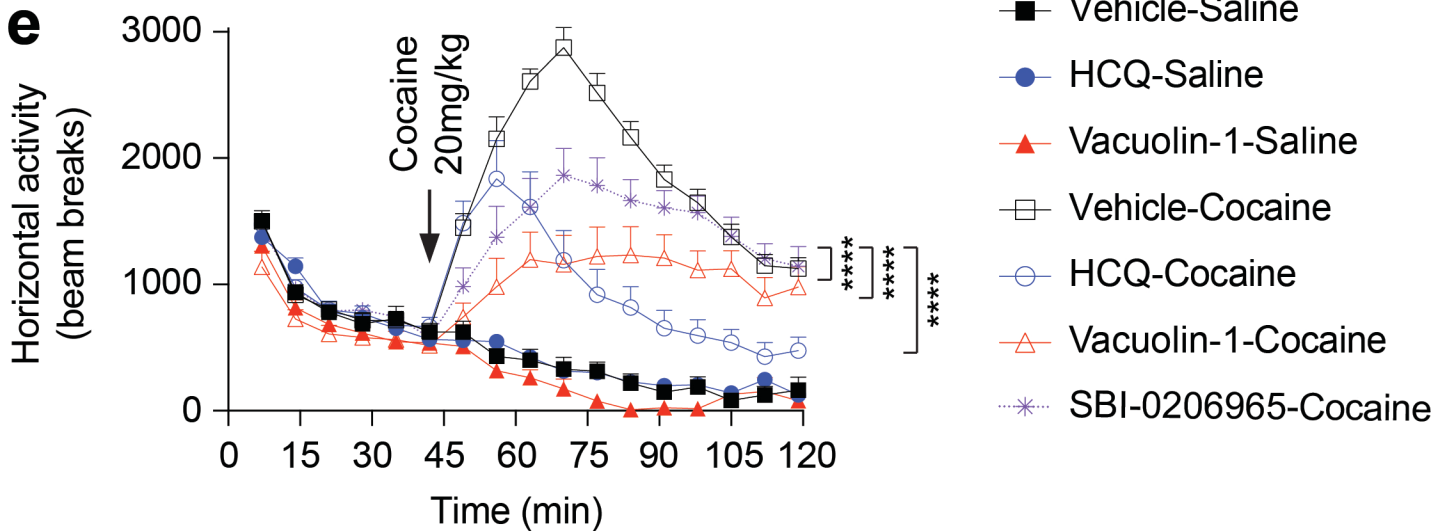 e
3000
2000
1000
0
Horizontal activity
(beam breaks)
Cocaine
20mg/kg
****
****
****
0 15 30 45 60 75 90 105 120
Time (min)
Vehicle-Saline
HCQ-Saline
Vacuolin-1-Saline
Vehicle-Cocaine
HCQ-Cocaine
Vacuolin-1-Cocaine
SBI-0206965-Cocaine